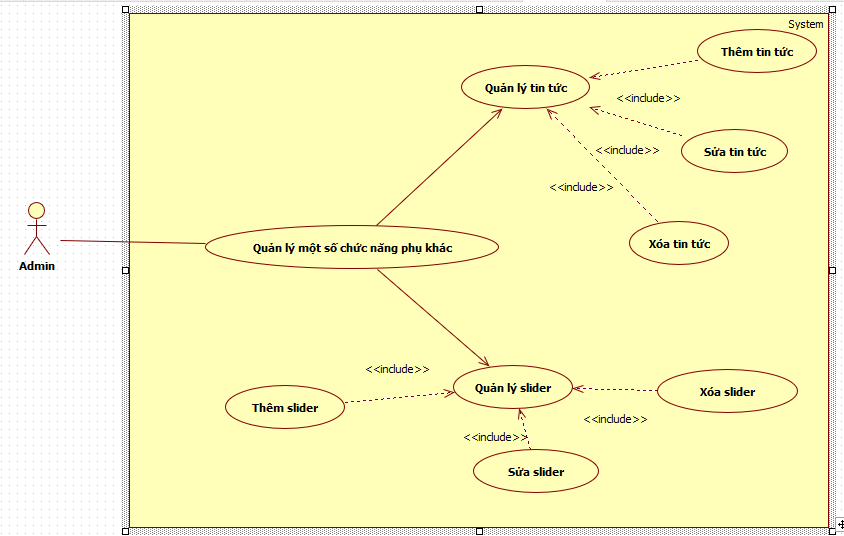 System
Thêm tin tức
Quản lý tin tức
<<include>>
Sửa tin tức
<<include>>
<<include>>
Xóa tin tức
Quản lý một số chức năng phụ khác
Admin
<<include>>
Quản lý slider
Xóa slider
Thêm slider
<<include>>
<<include>>
Sửa slider